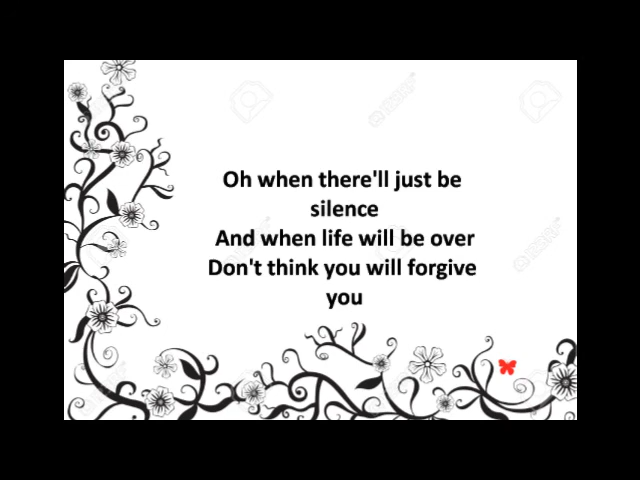 Oh when there'll just be
silence
And when life will be over
Don't think you will forgive
you